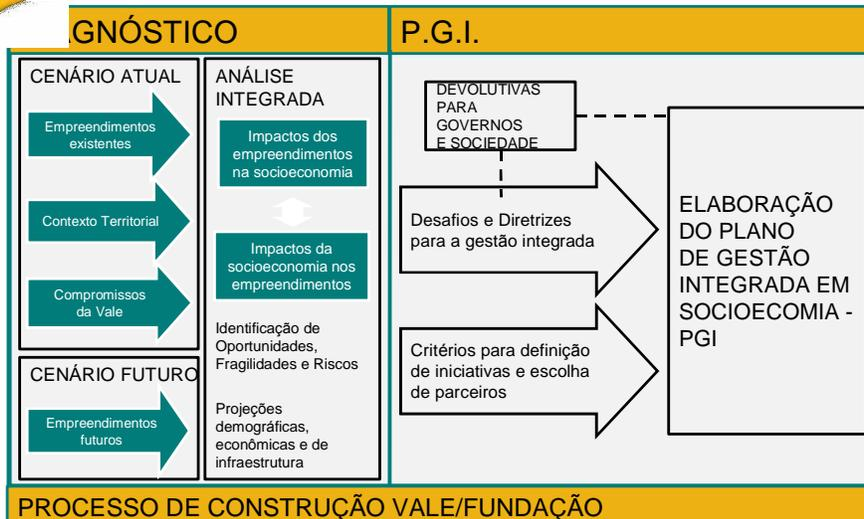 AGNÓSTICO
P.G.I.
CENÁRIO ATUAL
Empreendimentos
existentes
Contexto Territorial
Compromissos
da Vale
CENÁRIO FUTURO
Empreendimentos
futuros
ANÁLISE
INTEGRADA
Impactos dos
empreendimentos
na socioeconomia
Impactos da
socioeconomia nos
empreendimentos
Identificação de
Oportunidades,
Fragilidades e Riscos
Projeções
demográficas,
econômicas e de
infraestrutura
DEVOLUTIVAS
PARA
GOVERNOS
E SOCIEDADE
Desafios e Diretrizes
para a gestão integrada
Critérios para definição
de iniciativas e escolha
de parceiros
ELABORAÇÃO
DO PLANO
DE GESTÃO
INTEGRADA EM
SOCIOECOMIA -
PGI
PROCESSO DE CONSTRUÇÃO VALE/FUNDAÇÃO